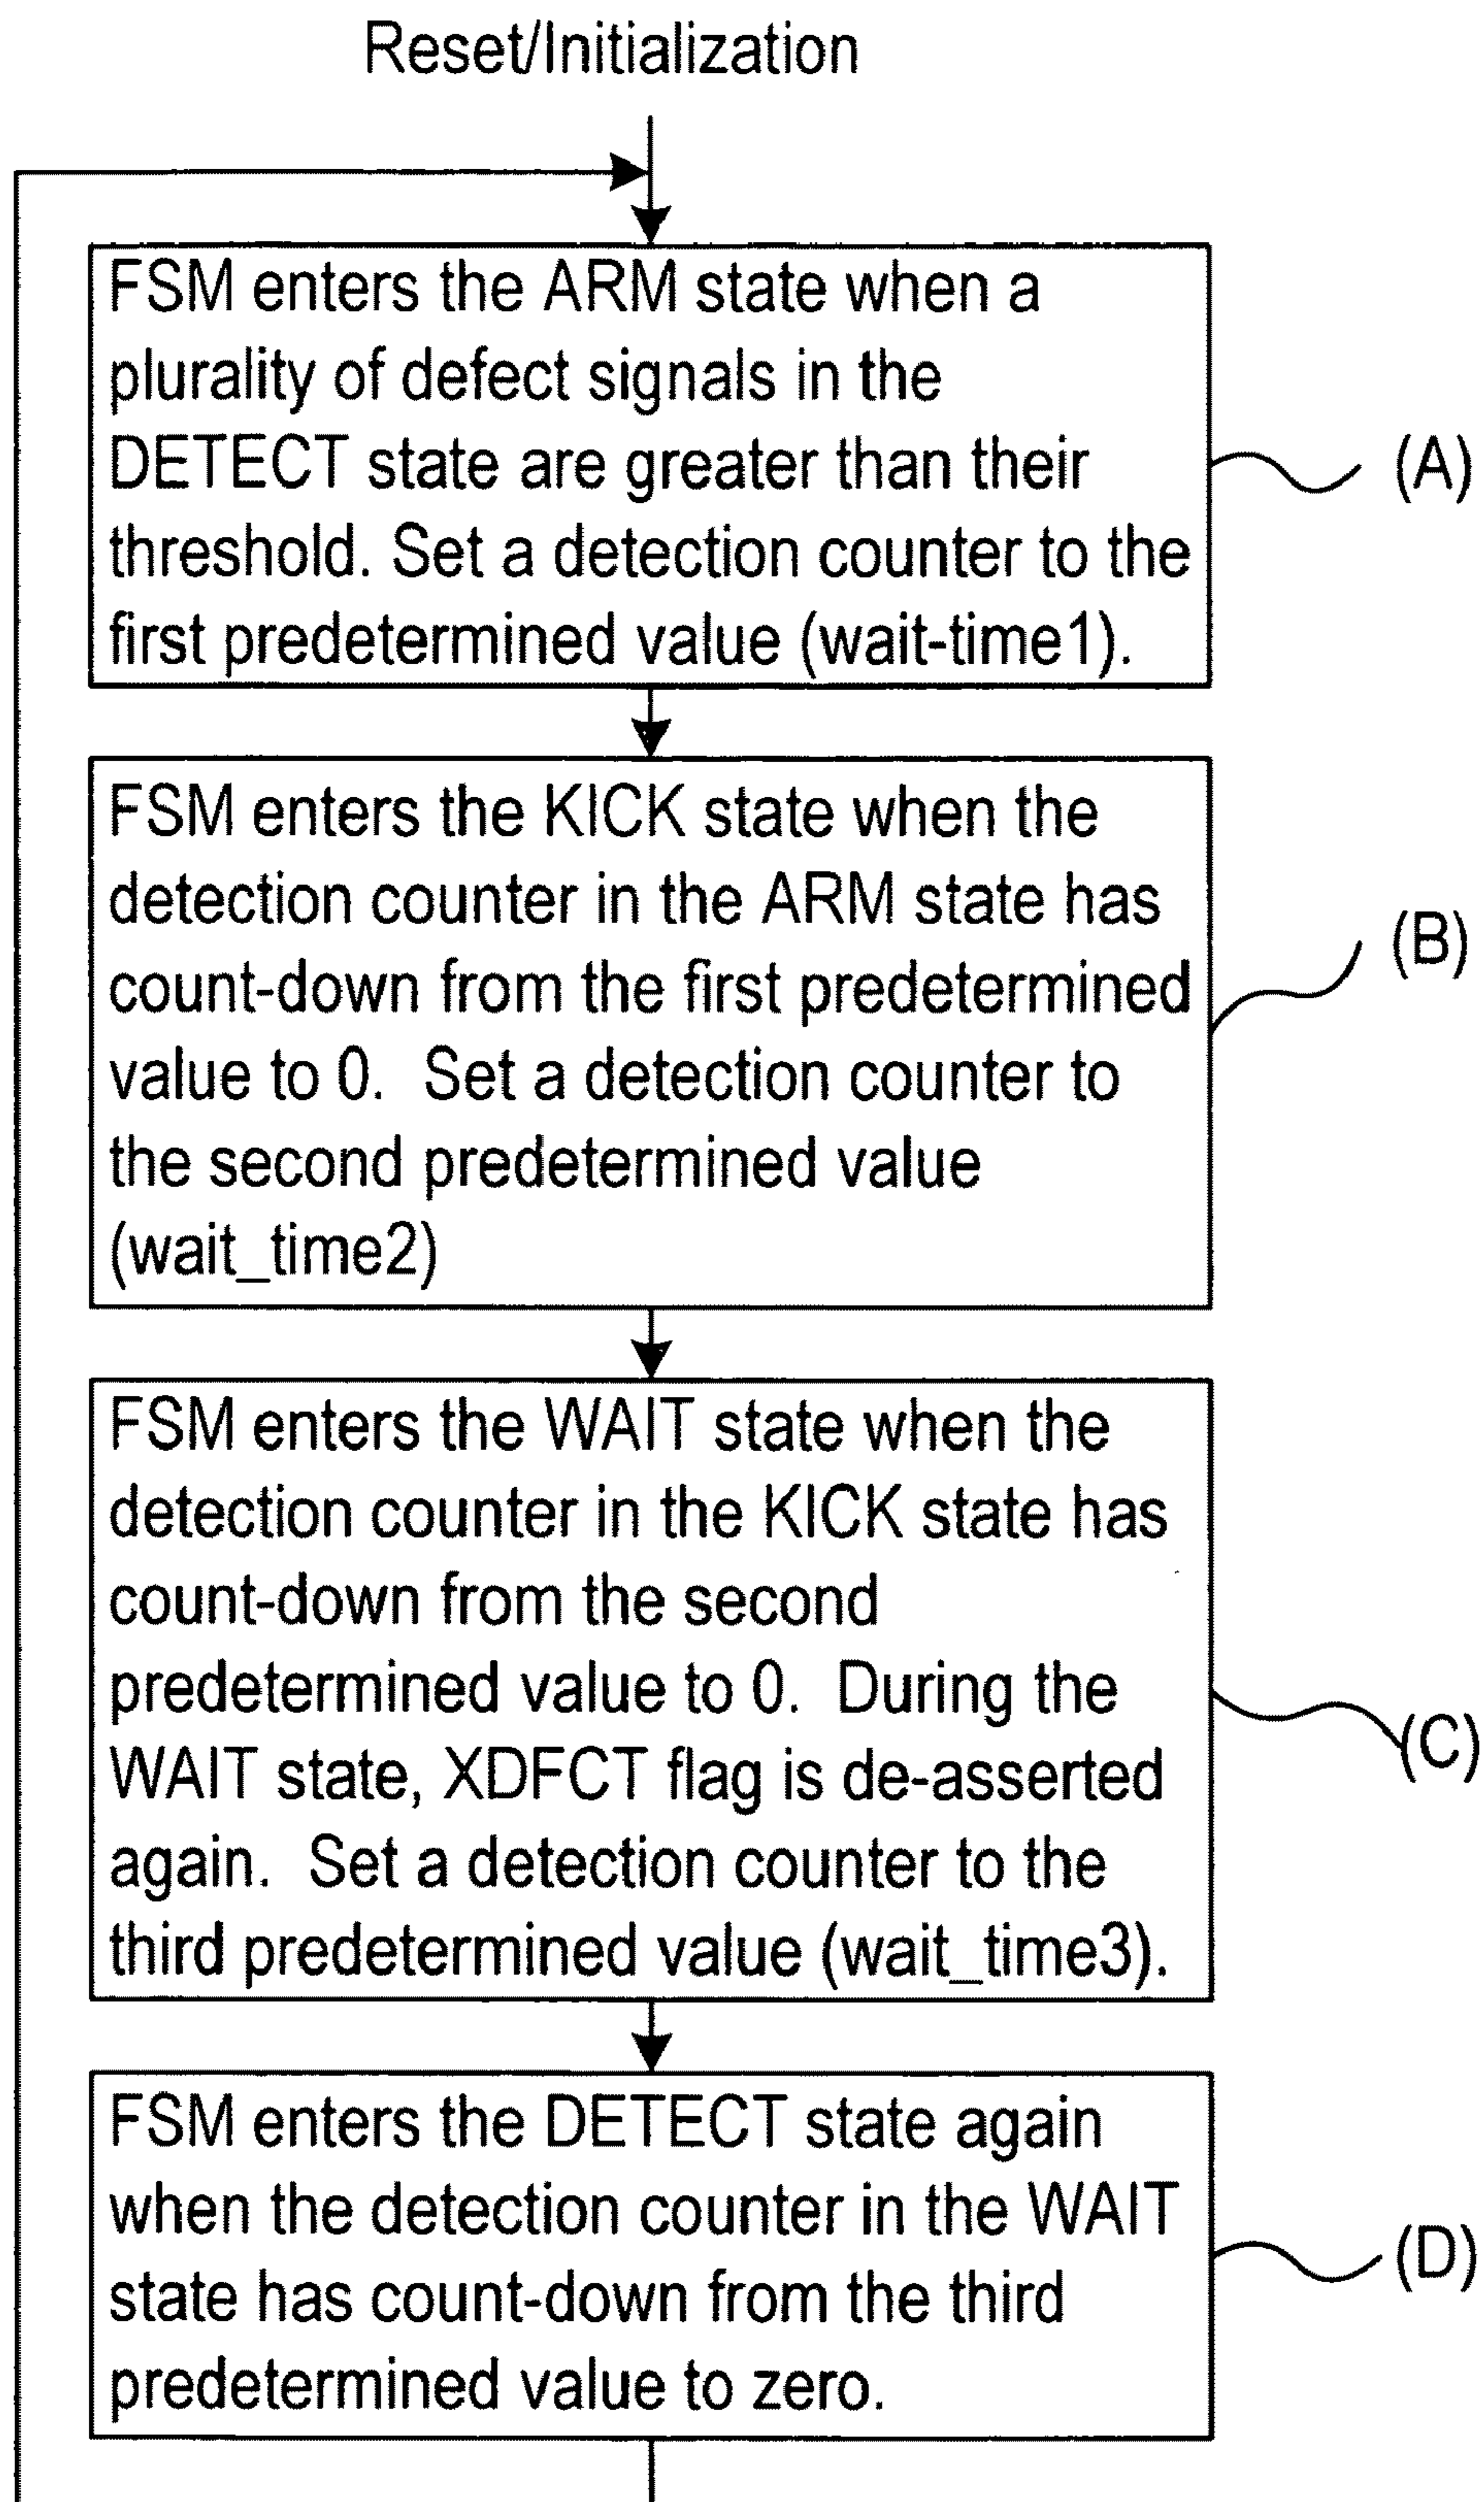 Reset/Initialization
FSM enters the ARM state when a
plurality of defect signals in the
DETECT state are greater than their
threshold. Set a detection counter to the
first predetermined value (wait-time1).
(A)
FSM enters the KICK state when the
detection counter in the ARM state has
count-down from the first predetermined
value to 0. Set a detection counter to
the second predetermined value
(wait_time2)
(B)
FSM enters the WAIT state when the
detection counter in the KICK state has
count-down from the second
predetermined value to 0. During the
WAIT state, XDFCT flag is de-asserted
again. Set a detection counter to the
third predetermined value (wait_time3).
(C)
FSM enters the DETECT state again
when the detection counter in the WAIT
state has count-down from the third
predetermined value to zero.
(D)